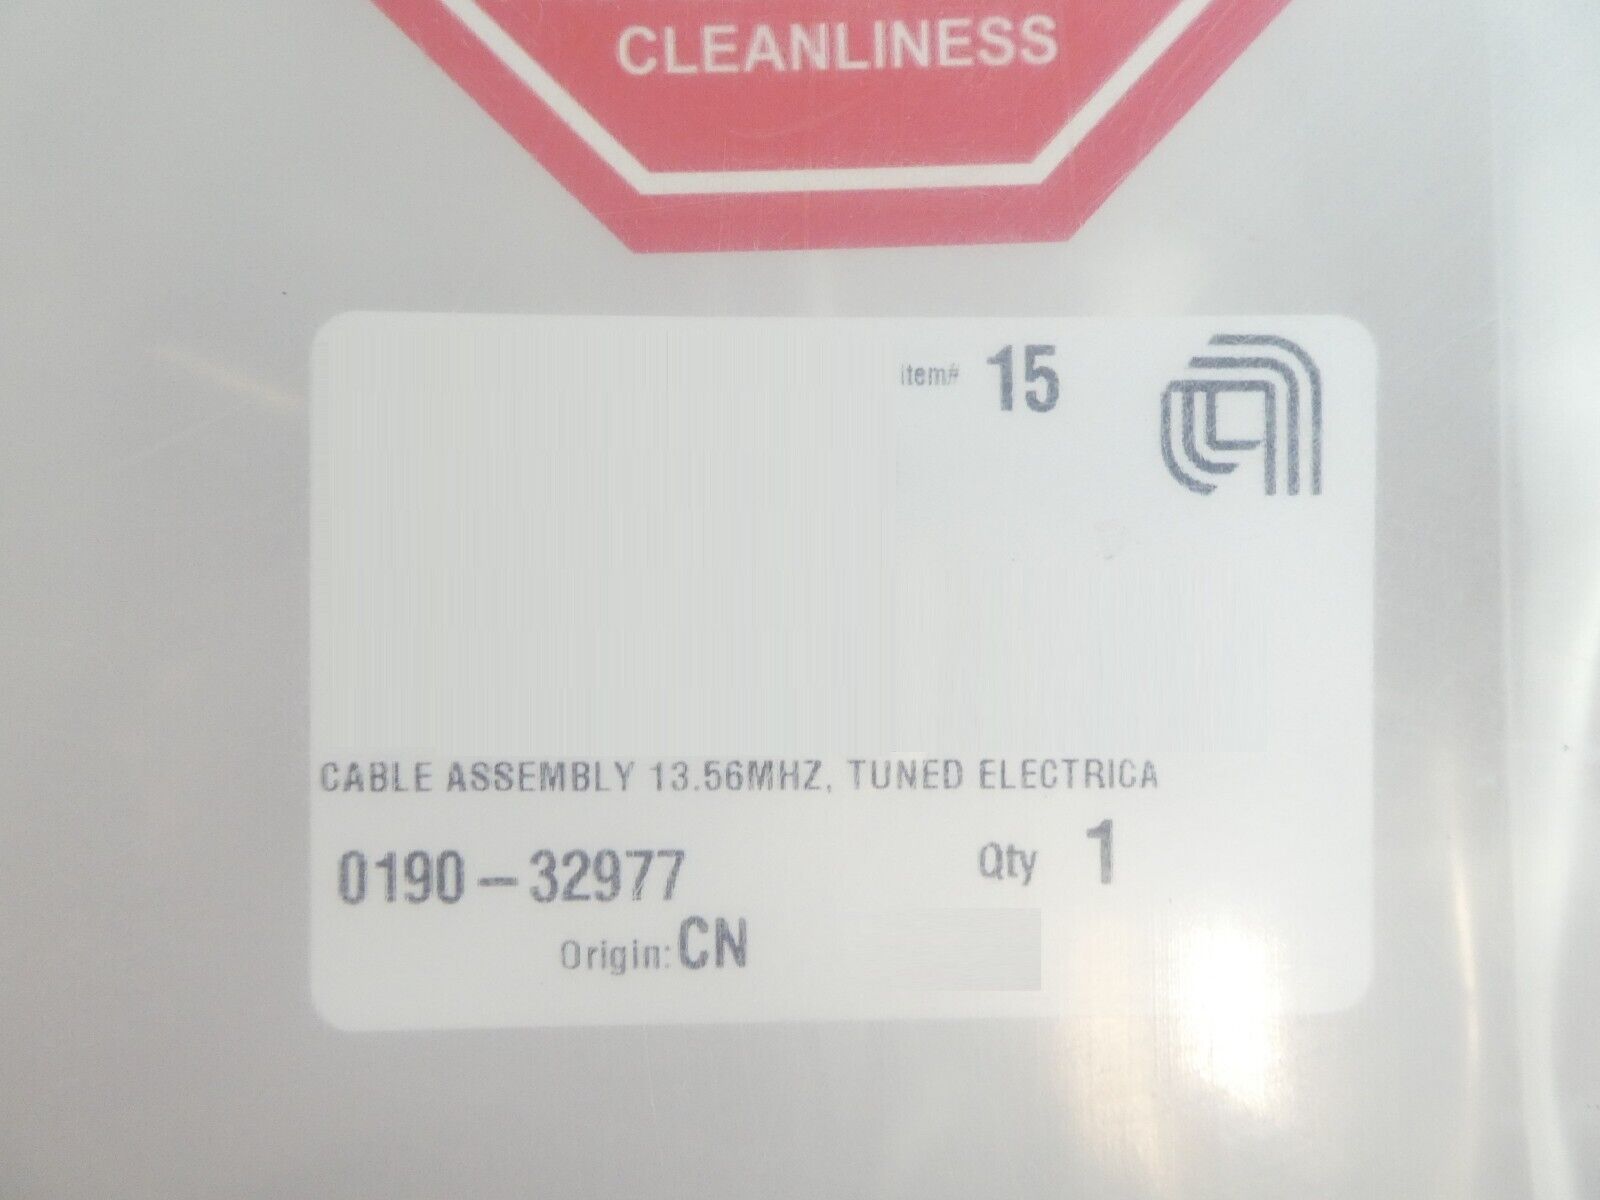 CLEANLINESS
item# 15
CABLE ASSEMBLY 13.56MHZ, TUNED ELECTRICA
0190-32977 Qty 1
Origin: CN